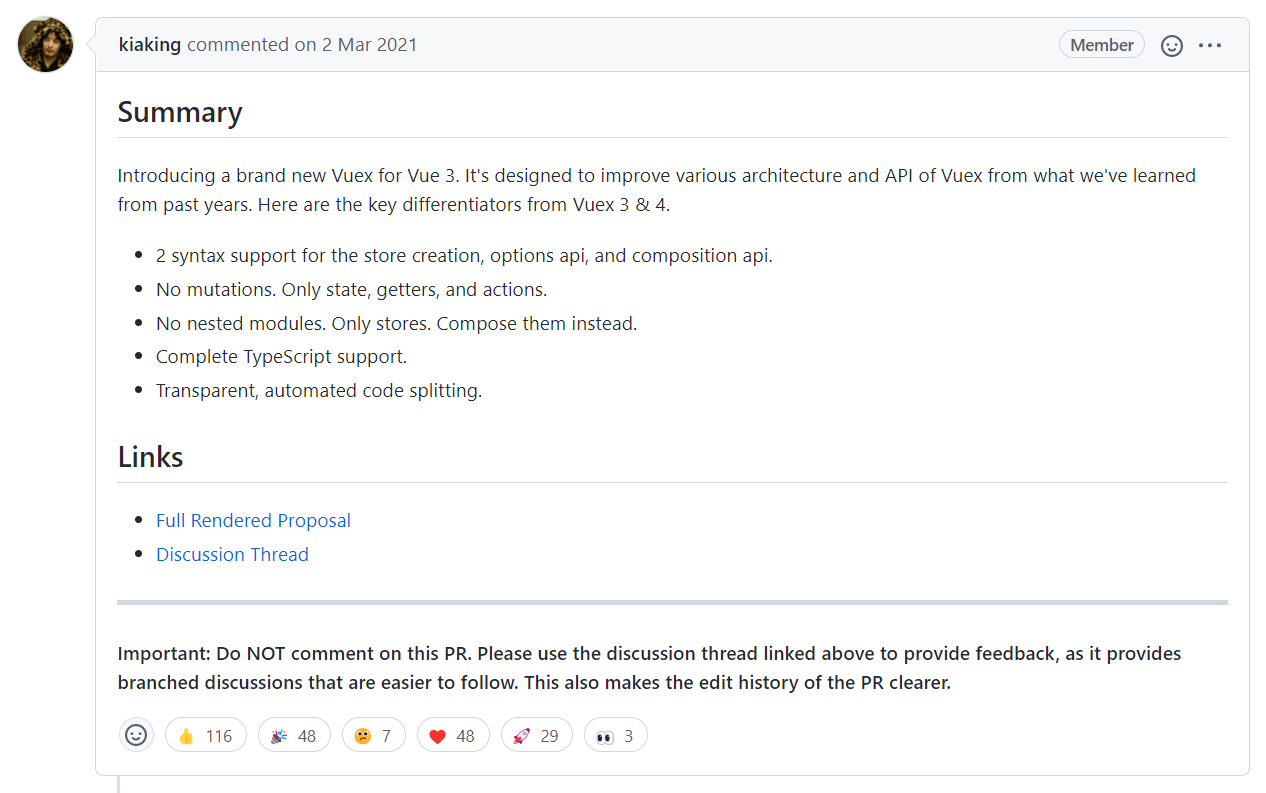 kiaking commented on 2 Mar 2021
Member
Summary
Introducing a brand new Vuex for Vue 3. It's designed to improve various architecture and API of Vuex from what we've learned
from past years. Here are the key differentiators from Vuex 3 & 4.
• 2 syntax support for the store creation, options api, and composition api.
• No mutations. Only state, getters, and actions.
• No nested modules. Only stores. Compose them instead.
• Complete TypeScript support.
• Transparent, automated code splitting.
Links
• Full Rendered Proposal
• Discussion Thread
Important: Do NOT comment on this PR. Please use the discussion thread linked above to provide feedback, as it provides
branched discussions that are easier to follow. This also makes the edit history of the PR clearer.
👍 116 🎉 48 😕 7 ❤️ 48 🚀 29 👀 3